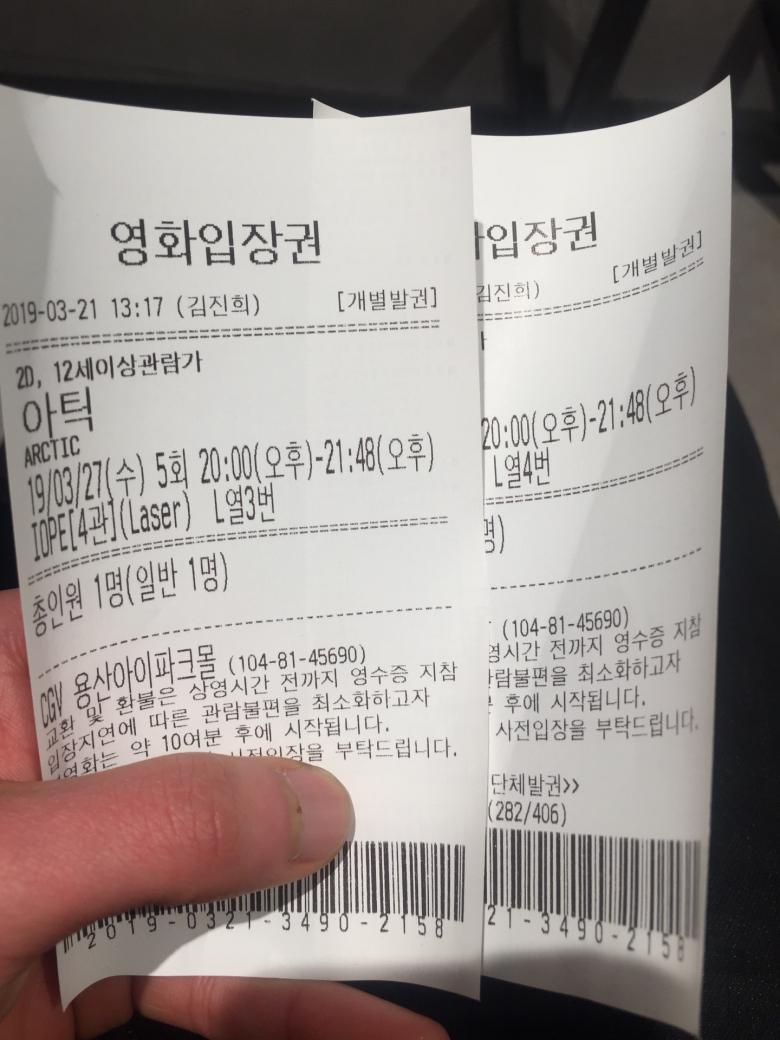 영화입장권
2019-03-21 13:17 (김진희) [개별발권]
2D, 12세이상관람가
아틱
ARCTIC
19/03/27(수) 5회 20:00(오후)-21:48(오후)
IOPE[4관](Laser) L열3번
총인원 1명(일반 1명)
CGV 용산아이파크몰 (104-81-45690)
교환 및 환불은 상영시간 전까지 영수증 지참
입장지연에 따른 관람불편을 최소화하고자
영화는 약 10여분 후에 시작됩니다.
사전입장을 부탁드립니다.
2019-0321-3490-2158
입장권
김진희) [개별발권]
20:00(오후)-21:48(오후)
L열4번
명)
(104-81-45690)
영시간 전까지 영수증 지참
관람불편을 최소화하고자
후에 시작됩니다.
사전입장을 부탁드립니다.
단체발권>>
(282/406)
21-3490-2158